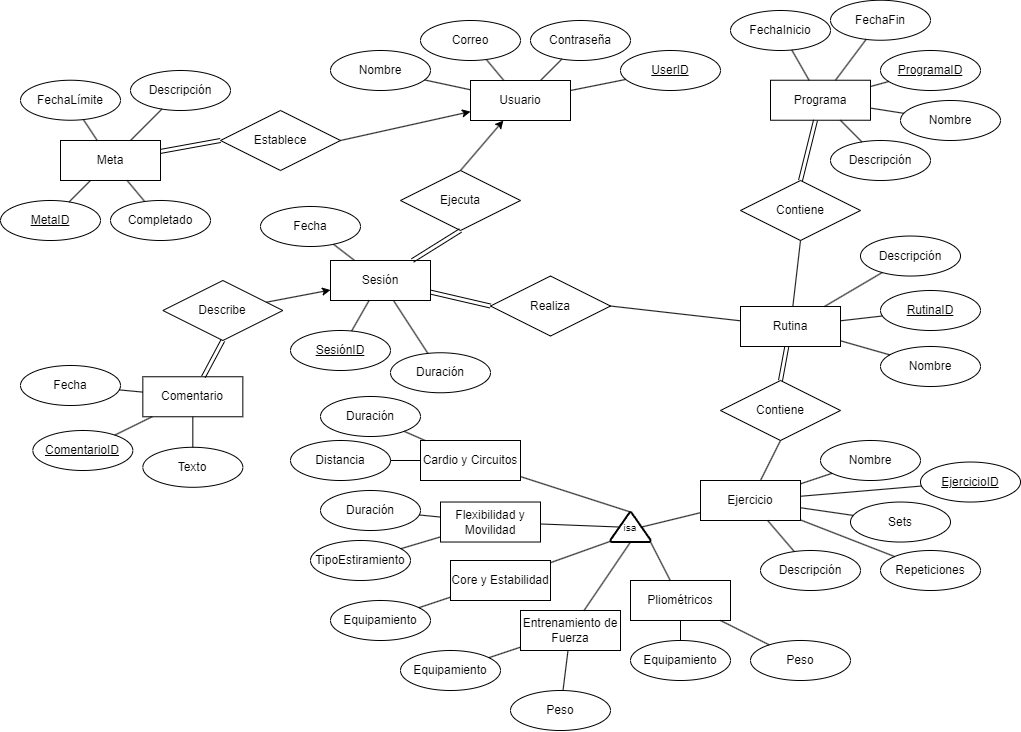 FechaFin
FechaInicio
Correo
Contraseña
Nombre
UserID
ProgramaID
Descripción
FechaLímite
Usuario
Programa
Nombre
Establece
Meta
Descripción
MetaID
Completado
Ejecuta
Contiene
Fecha
Descripción
Sesión
Describe
Realiza
RutinaID
Rutina
SesiónID
Duración
Nombre
Fecha
Comentario
Contiene
Duración
ComentarioID
Texto
Distancia
Cardio y Circuitos
Nombre
EjercicioID
Ejercicio
Duración
Flexibilidad y
Movilidad
isa
Sets
TipoEstiramiento
Core y Estabilidad
Descripción
Repeticiones
Pliométricos
Equipamiento
Entrenamiento de
Fuerza
Equipamiento
Equipamiento
Peso
Peso